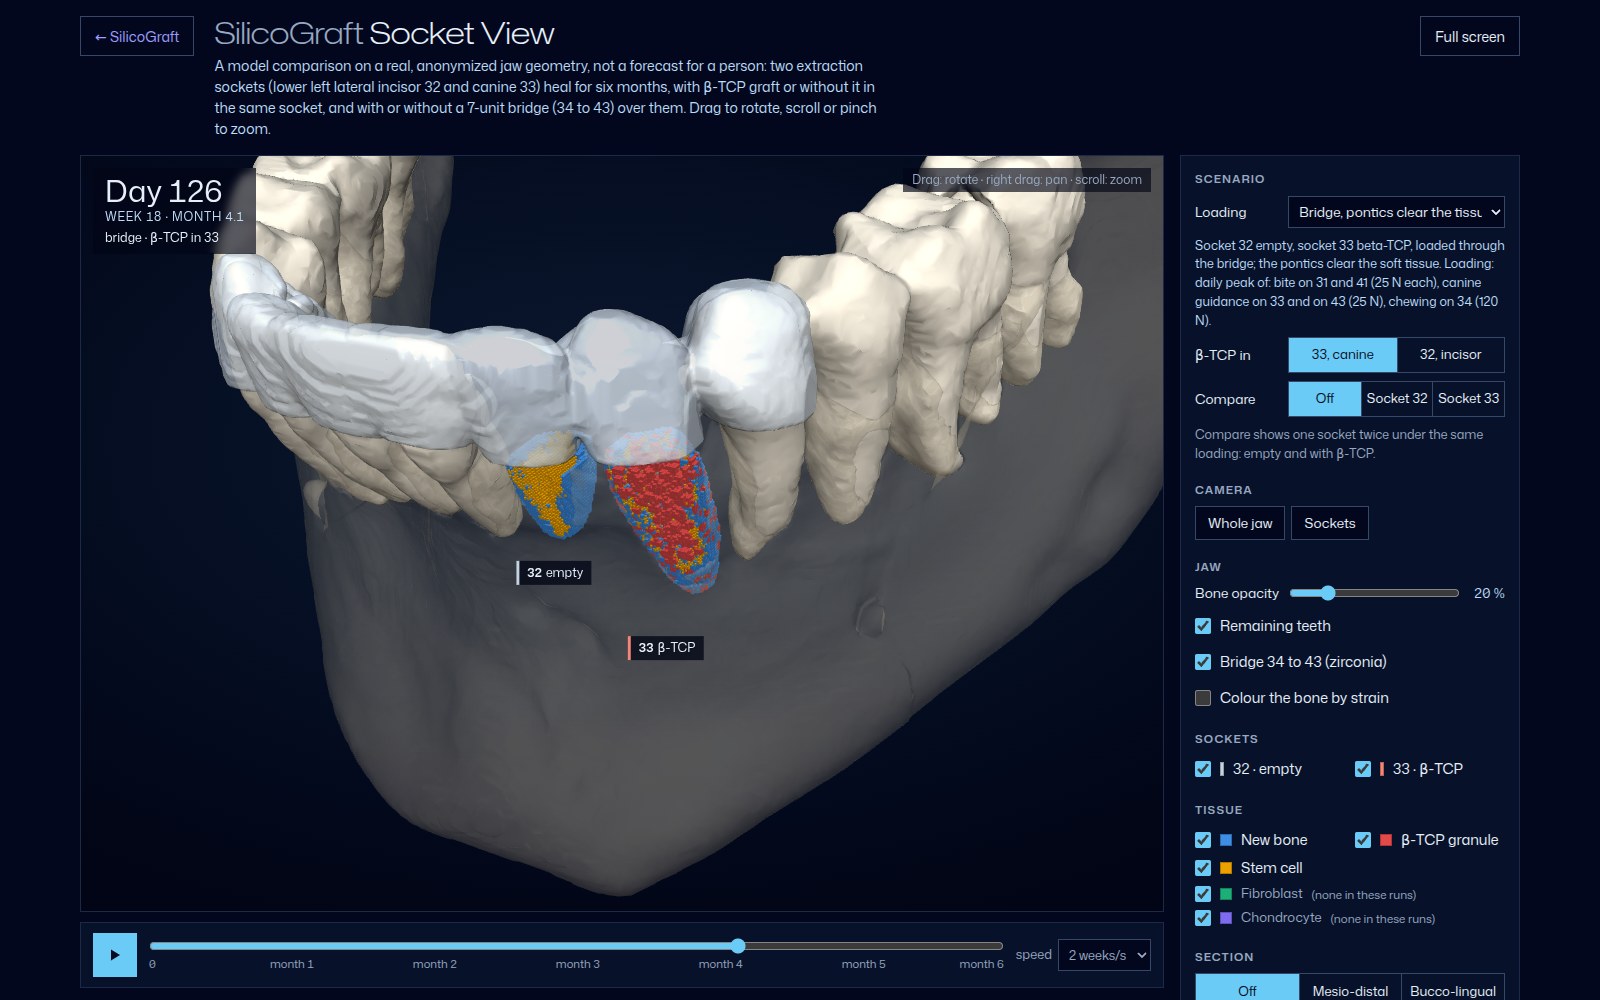 ← SilicoGraft
SilicoGraft Socket View
Full screen
A model comparison on a real, anonymized jaw geometry, not a forecast for a person: two extraction
sockets (lower left lateral incisor 32 and canine 33) heal for six months, with β-TCP graft or without it in
the same socket, and with or without a 7-unit bridge (34 to 43) over them. Drag to rotate, scroll or pinch
to zoom.
Day 126
WEEK 18 · MONTH 4.1
bridge · β-TCP in 33
Drag: rotate · right drag: pan · scroll: zoom
32 empty
33 β-TCP
0
month 1
month 2
month 3
month 4
month 5
month 6
speed
2 weeks/s
SCENARIO
Loading
Bridge, pontics clear the tissu
Socket 32 empty, socket 33 beta-TCP, loaded through
the bridge; the pontics clear the soft tissue. Loading:
daily peak of: bite on 31 and 41 (25 N each), canine
guidance on 33 and on 43 (25 N), chewing on 34 (120
N).
β-TCP in
33, canine
32, incisor
Compare
Off
Socket 32
Socket 33
Compare shows one socket twice under the same
loading: empty and with β-TCP.
CAMERA
Whole jaw
Sockets
JAW
Bone opacity
20 %
Remaining teeth
Bridge 34 to 43 (zirconia)
Colour the bone by strain
SOCKETS
32 · empty
33 · β-TCP
TISSUE
New bone
β-TCP granule
Stem cell
Fibroblast (none in these runs)
Chondrocyte (none in these runs)
SECTION
Off
Mesio-distal
Bucco-lingual